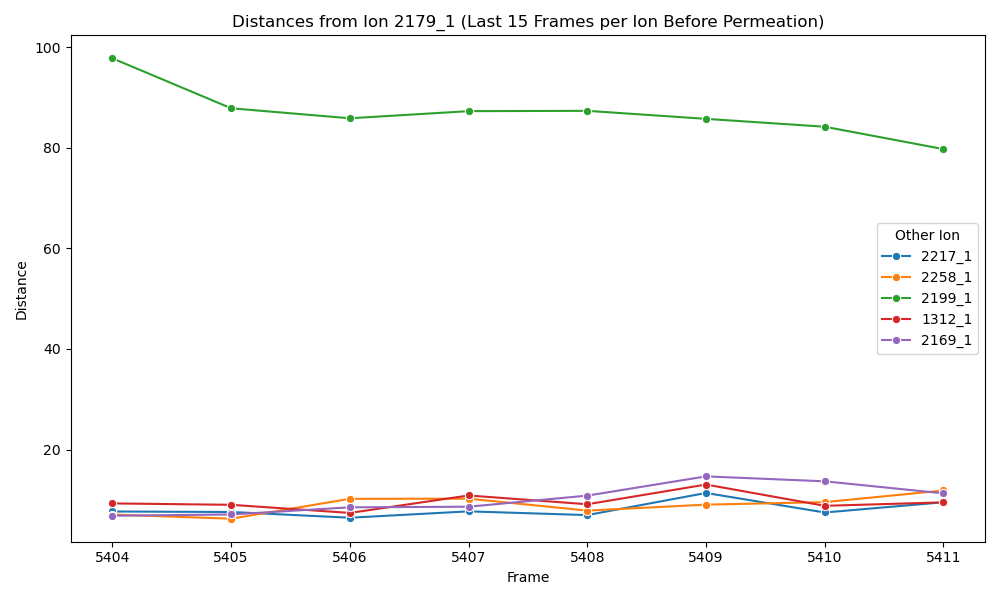 Distances from Ion 2179_1 (Last 15 Frames per Ion Before Permeation)
100
80
60
40
20
Distance
Other Ion
2217_1
2258_1
2199_1
1312_1
2169_1
5404 5405 5406 5407 5408 5409 5410 5411
Frame